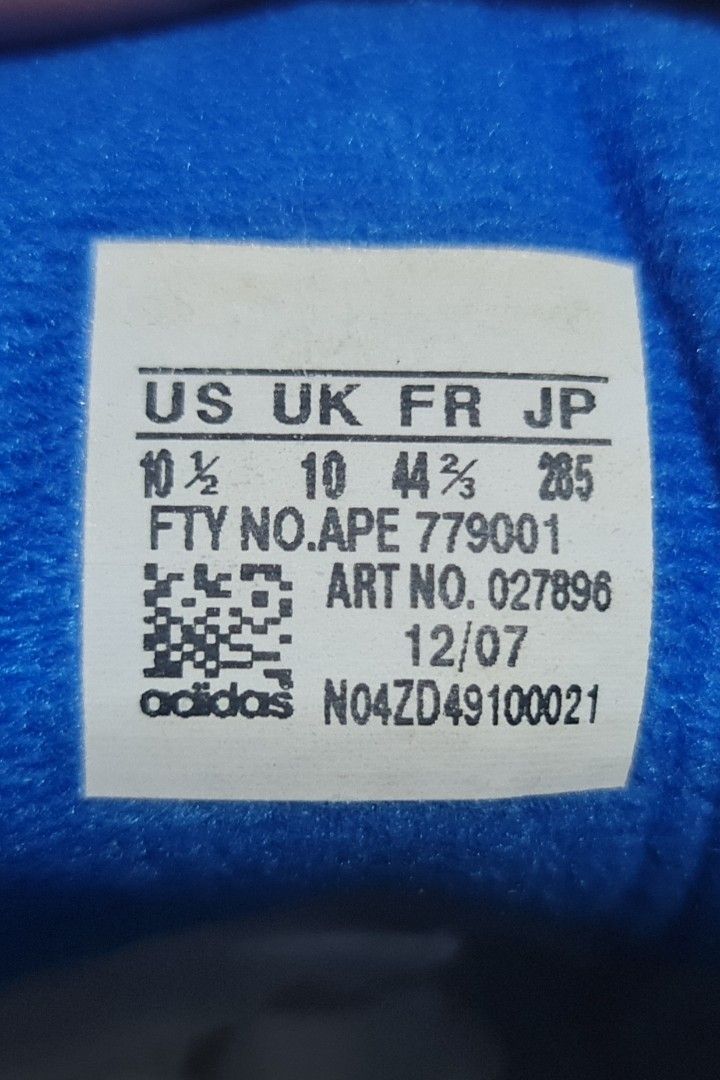 US UK FR JP
10 ½ 10 44 ⅔ 285
FTY NO.APE 779001
ART NO. 027896
12/07
adidas N04ZD49100021